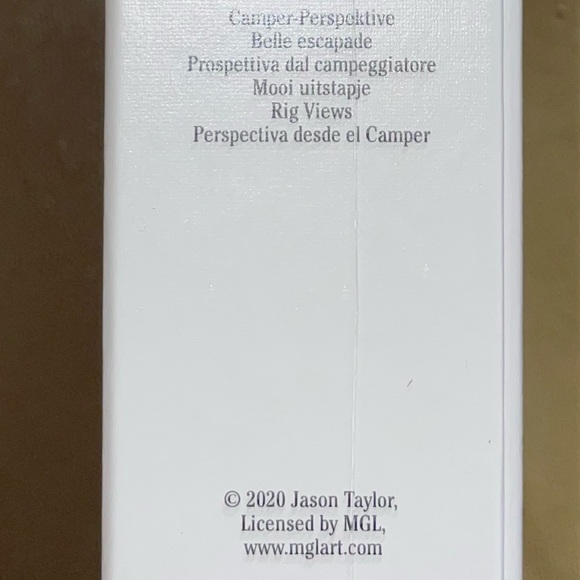 Camper-Perspektive
Belle escapade
Prospettiva dal campeggiatore
Mooi uitstapje
Rig Views
Perspectiva desde el Camper
© 2020 Jason Taylor,
Licensed by MGL,
www.mglart.com